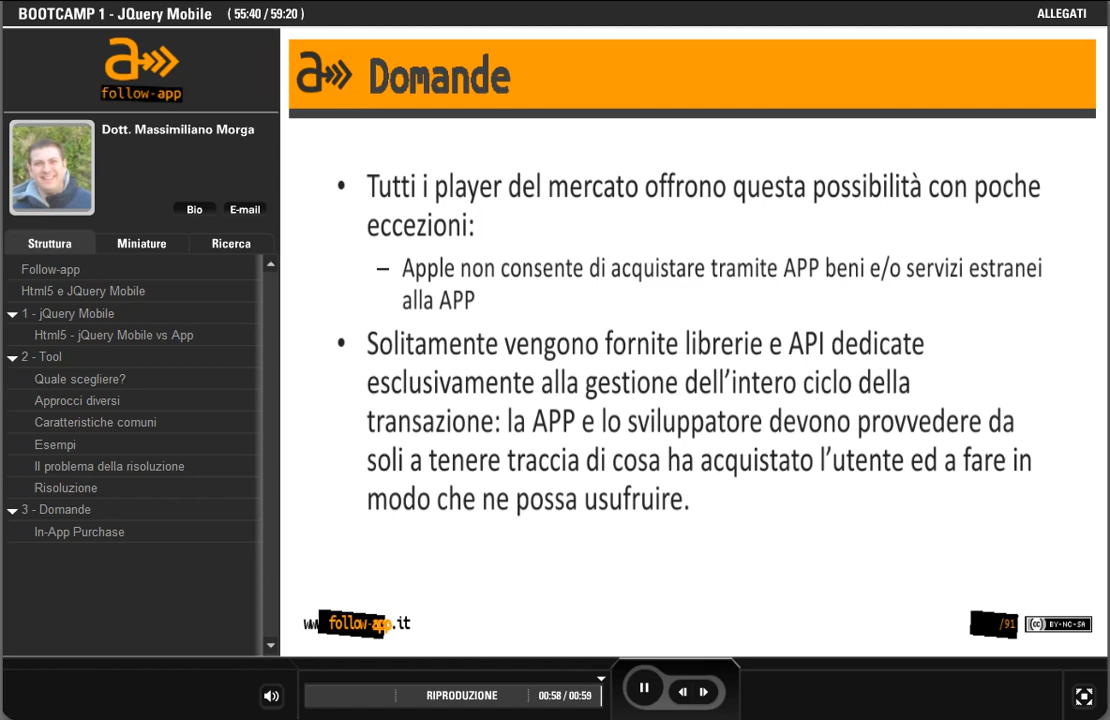 BOOTCAMP 1 - JQuery Mobile ( 55:40 / 59:20 )
ALLEGATI
a
follow-app
Dott. Massimiliano Morga
Bio E-mail
Struttura Miniature Ricerca
Follow-app
Html5 e JQuery Mobile
1 - jQuery Mobile
Html5 - jQuery Mobile vs App
2 - Tool
Quale scegliere?
Approcci diversi
Caratteristiche comuni
Esempi
Il problema della risoluzione
Risoluzione
3 - Domande
In-App Purchase
a Domande
• Tutti i player del mercato offrono questa possibilità con poche
eccezioni:
– Apple non consente di acquistare tramite APP beni e/o servizi estranei
alla APP
• Solitamente vengono fornite librerie e API dedicate
esclusivamente alla gestione dell’intero ciclo della
transazione: la APP e lo sviluppatore devono provvedere da
soli a tenere traccia di cosa ha acquistato l’utente ed a fare in
modo che ne possa usufruire.
www.follow-app.it
/91
cc BY-NC-SA
RIPRODUZIONE 00:58 / 00:59